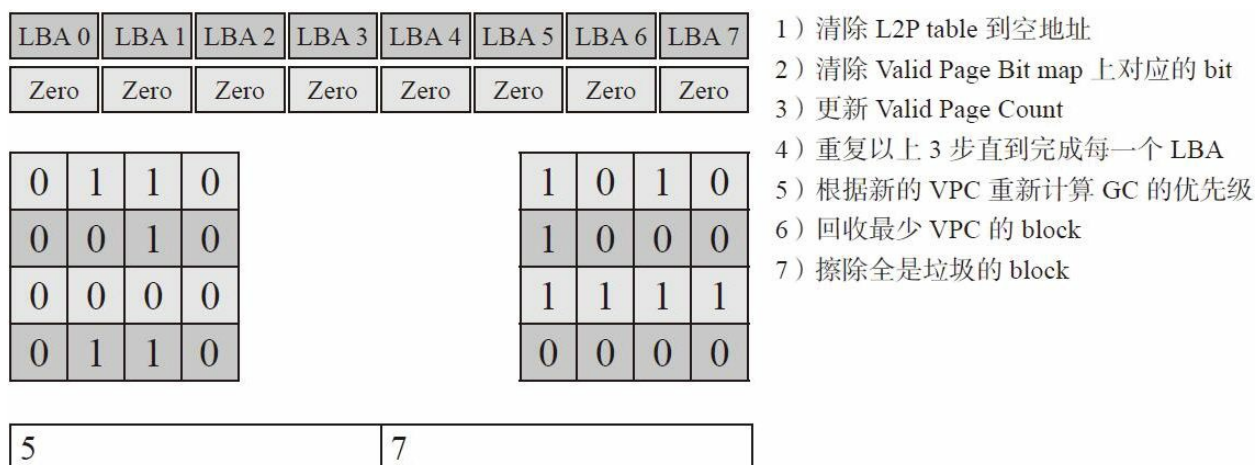 LBA 0 LBA 1 LBA 2 LBA 3 LBA 4 LBA 5 LBA 6 LBA 7
Zero Zero Zero Zero Zero Zero Zero Zero
0 1 1 0 1 0 1 0
0 0 1 0 1 0 0 0
0 0 0 0 1 1 1 1
0 1 1 0 0 0 0 0
5 7
1）清除 L2P table 到空地址
2）清除 Valid Page Bit map 上对应的 bit
3）更新 Valid Page Count
4）重复以上 3 步直到完成每一个 LBA
5）根据新的 VPC 重新计算 GC 的优先级
6）回收最少 VPC 的 block
7）擦除全是垃圾的 block